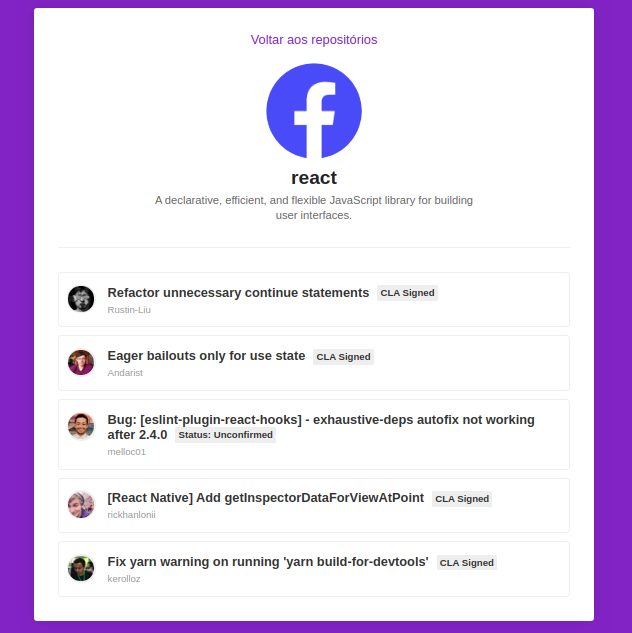 Voltar aos repositórios
react
A declarative, efficient, and flexible JavaScript library for building
user interfaces.
Refactor unnecessary continue statements CLA Signed
Rustin-Liu
Eager bailouts only for use state CLA Signed
Andarist
Bug: [eslint-plugin-react-hooks] - exhaustive-deps autofix not working
after 2.4.0 Status: Unconfirmed
melloc01
[React Native] Add getInspectorDataForViewAtPoint CLA Signed
rickhanlonii
Fix yarn warning on running 'yarn build-for-devtools' CLA Signed
kerolloz